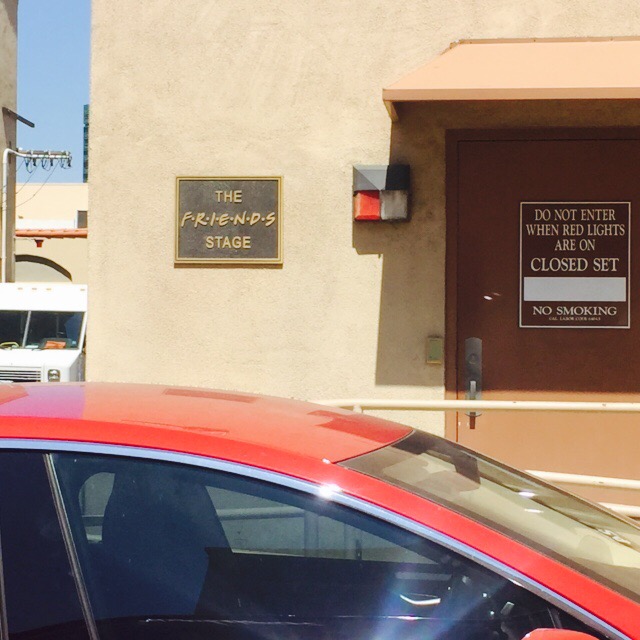 THE
F·R·I·E·N·D·S
STAGE
DO NOT ENTER
WHEN RED LIGHTS
ARE ON
CLOSED SET
NO SMOKING